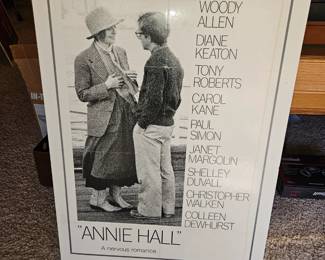 WOODY
ALLEN
DIANE
KEATON
TONY
ROBERTS
CAROL
KANE
PAUL
SIMON
JANET
MARGOLIN
SHELLEY
DUVALL
CHRISTOPHER
WALKEN
COLLEEN
DEWHURST
"ANNIE HALL"
A nervous romance.